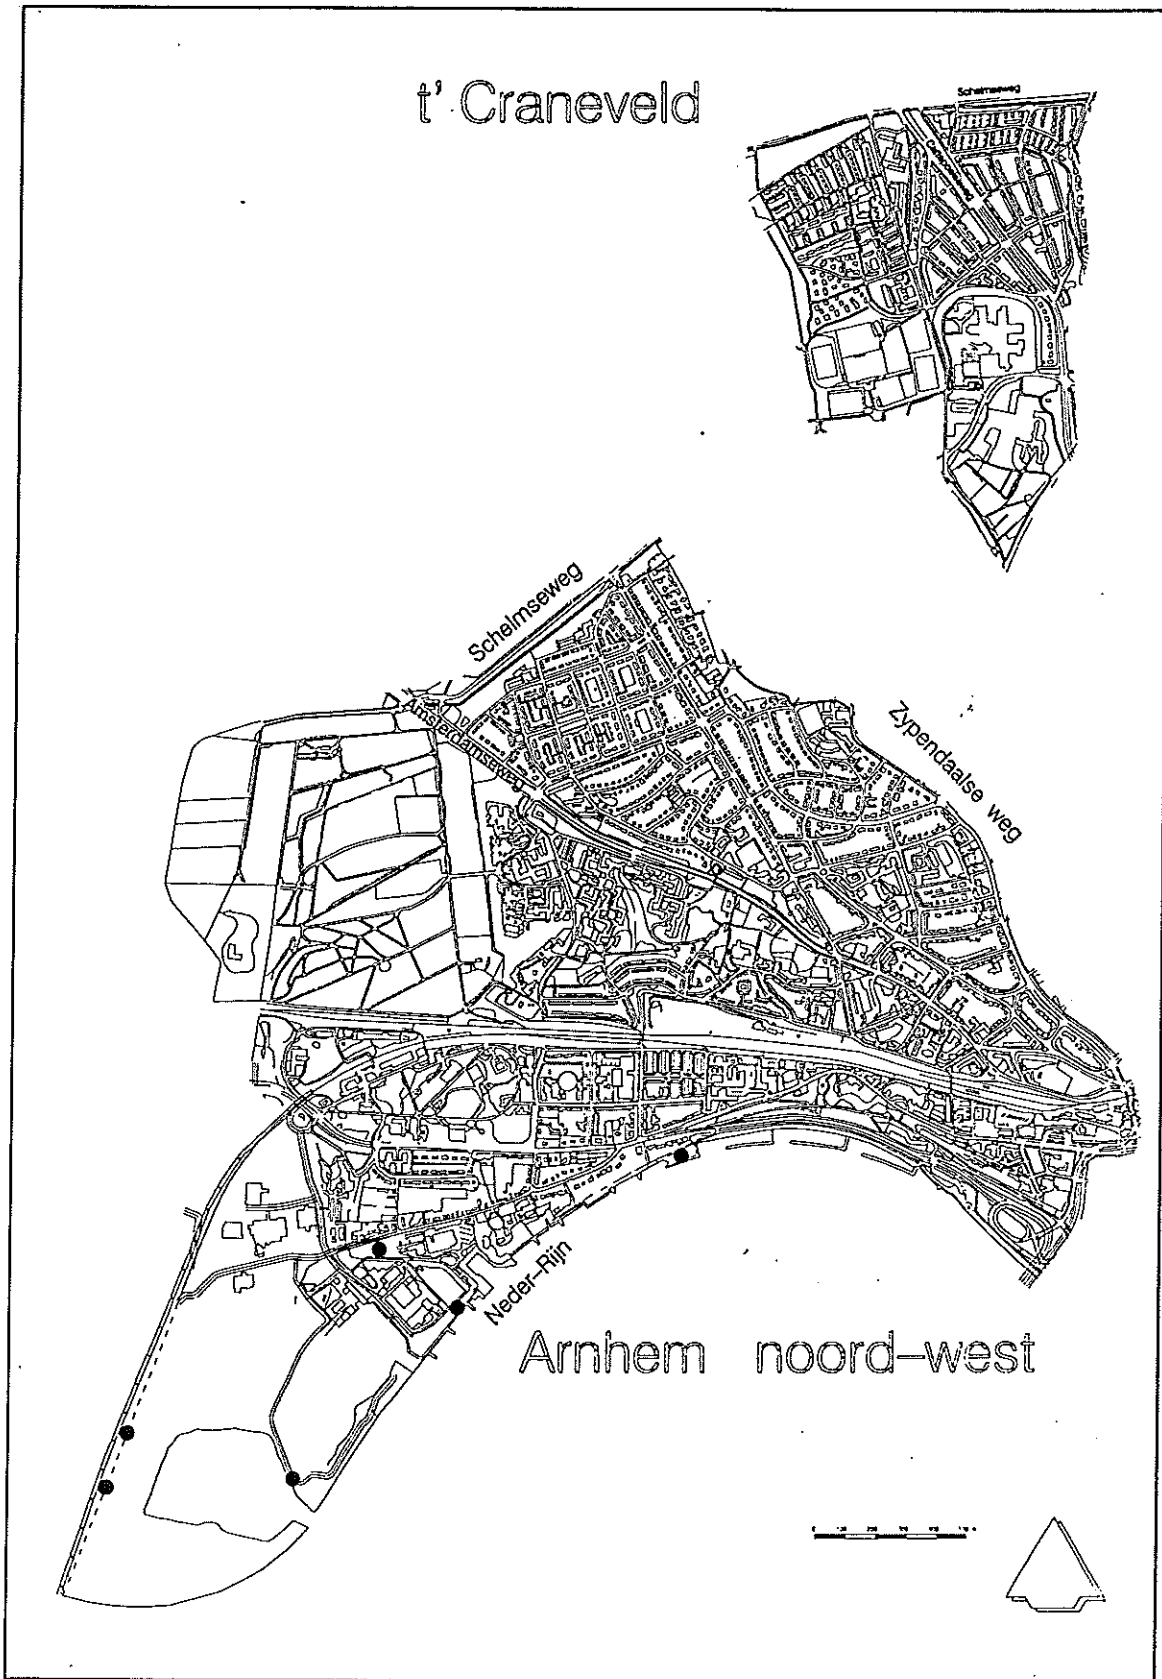 t' Craneveld
Schelmseweg
Schelmseweg
Amsterdamseweg
Zypendaalse weg
Neder-Rijn
Arnhem noord-west